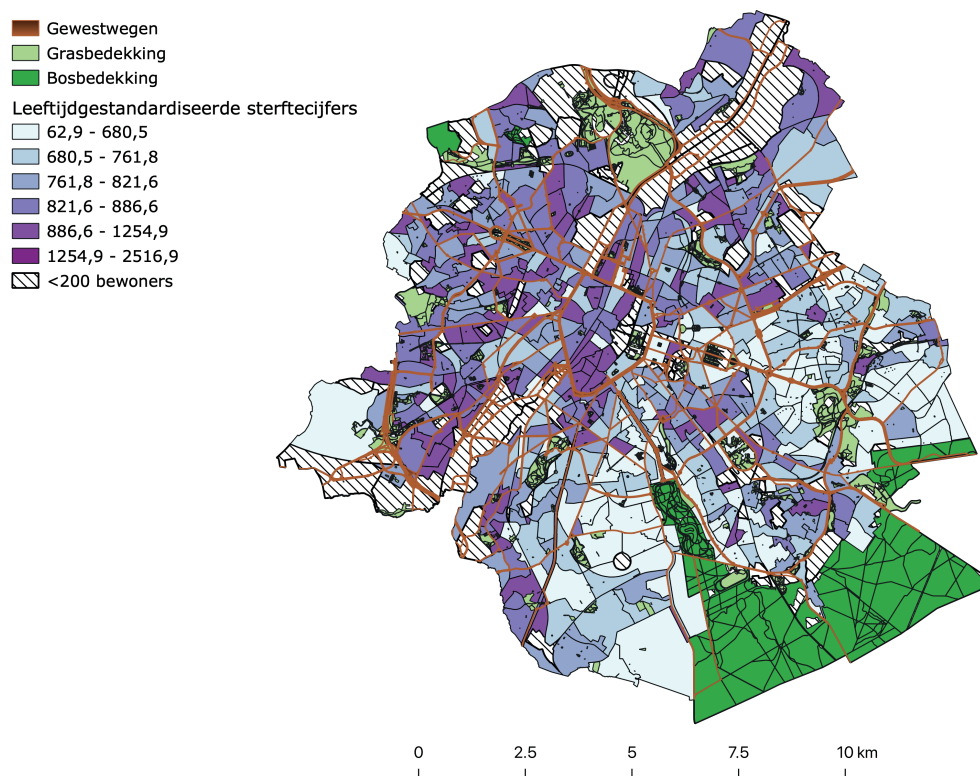 Gewestwegen
Grasbedekking
Bosbedekking
Leeftijdgestandardiseerde sterftecijfers
62,9 - 680,5
680,5 - 761,8
761,8 - 821,6
821,6 - 886,6
886,6 - 1254,9
1254,9 - 2516,9
<200 bewoners
0 2.5 5 7.5 10 km